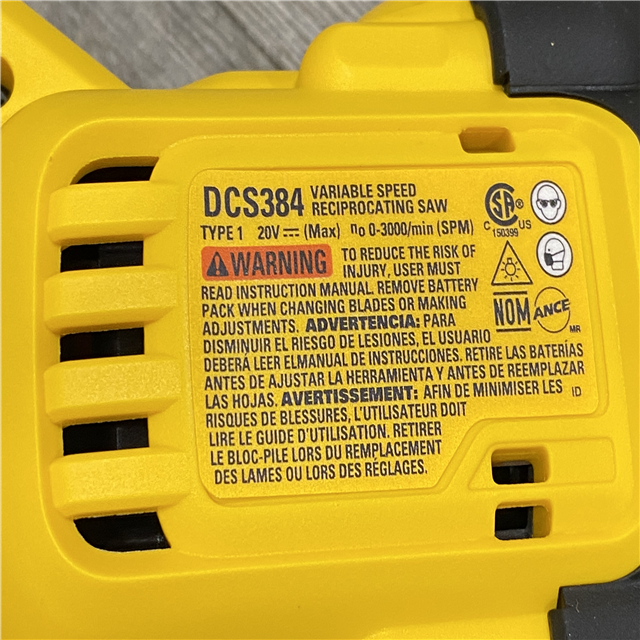 DCS384 VARIABLE SPEED
RECIPROCATING SAW
TYPE 1 20V ⎓ (Max) no 0-3000/min (SPM)
CSA ®
C US
150399
⚠WARNING TO REDUCE THE RISK OF
INJURY, USER MUST
READ INSTRUCTION MANUAL. REMOVE BATTERY
PACK WHEN CHANGING BLADES OR MAKING
ADJUSTMENTS. ADVERTENCIA: PARA
DISMINUIR EL RIESGO DE LESIONES, EL USUARIO
DEBERÁ LEER ELMANUAL DE INSTRUCCIONES. RETIRE LAS BATERÍAS
ANTES DE AJUSTAR LA HERRAMIENTA Y ANTES DE REEMPLAZAR
LAS HOJAS. AVERTISSEMENT: AFIN DE MINIMISER LES
RISQUES DE BLESSURES, L'UTILISATEUR DOIT
LIRE LE GUIDE D'UTILISATION. RETIRER
LE BLOC-PILE LORS DU REMPLACEMENT
DES LAMES OU LORS DES RÉGLAGES.
NOM ANCE
MR
ID